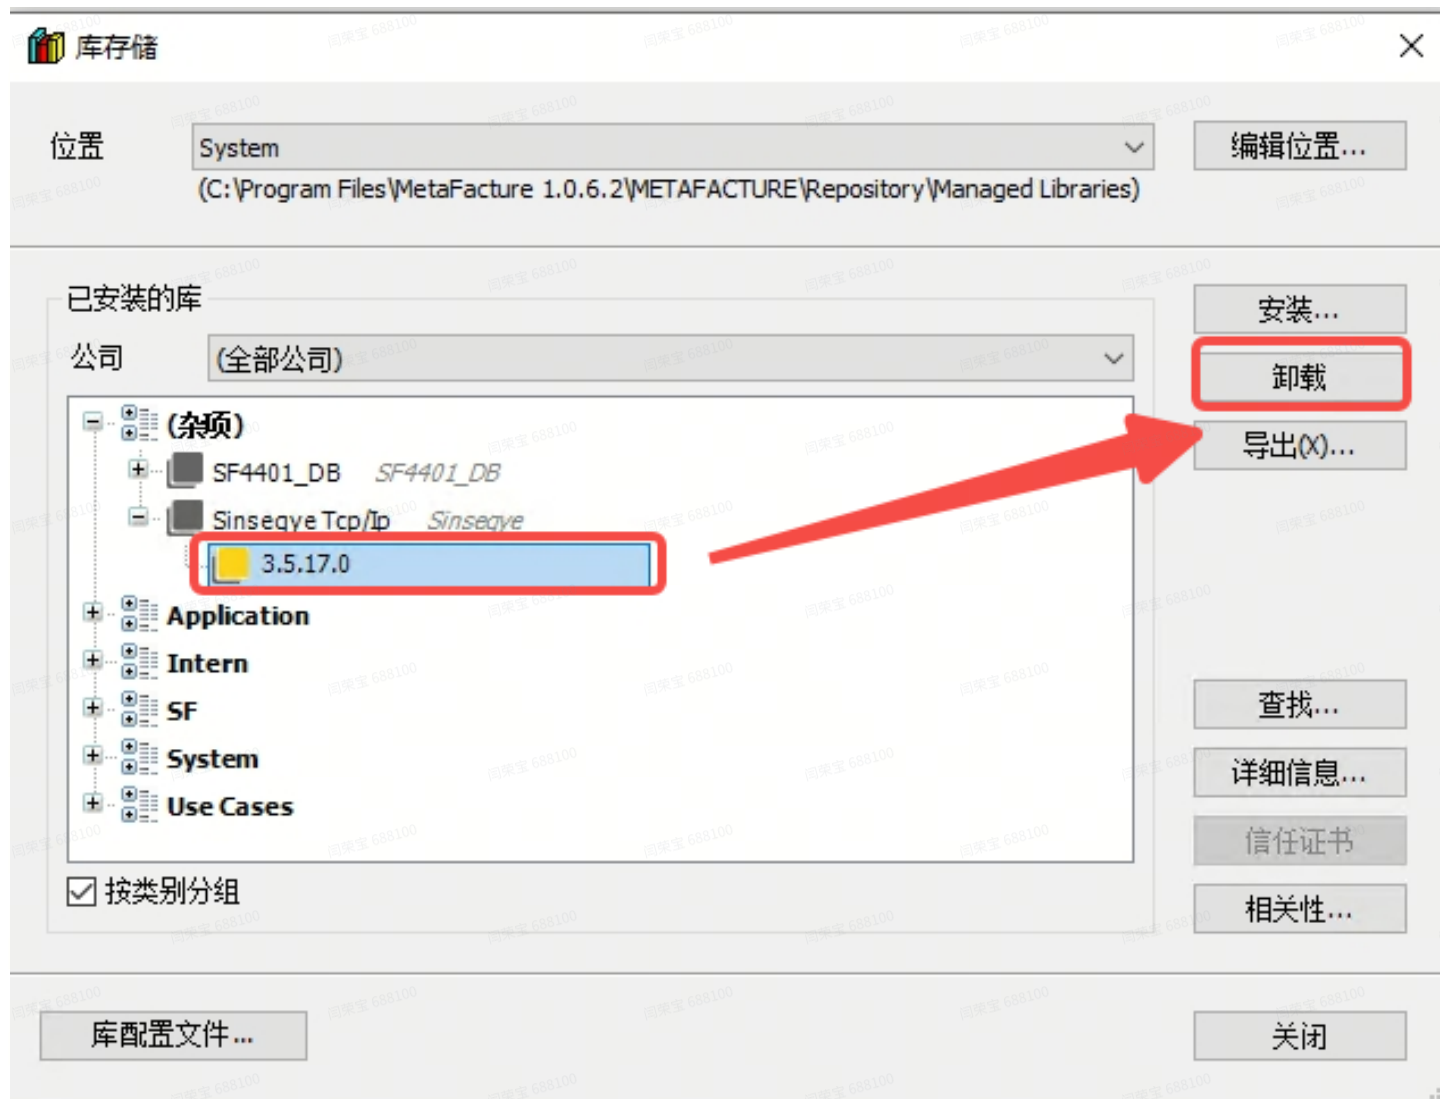 库存储
位置
System
编辑位置...
(C:\Program Files\MetaFacture 1.0.6.2\METAFACTURE\Repository\Managed Libraries)
已安装的库
安装...
公司
(全部公司)
卸载
导出(X)...
(杂项)
SF4401_DB SF4401_DB
Sinseqye Tcp/Ip Sinseqye
3.5.17.0
Application
Intern
SF
System
Use Cases
查找...
详细信息...
信任证书
相关性...
按类别分组
库配置文件...
关闭
闫荣宝 688100